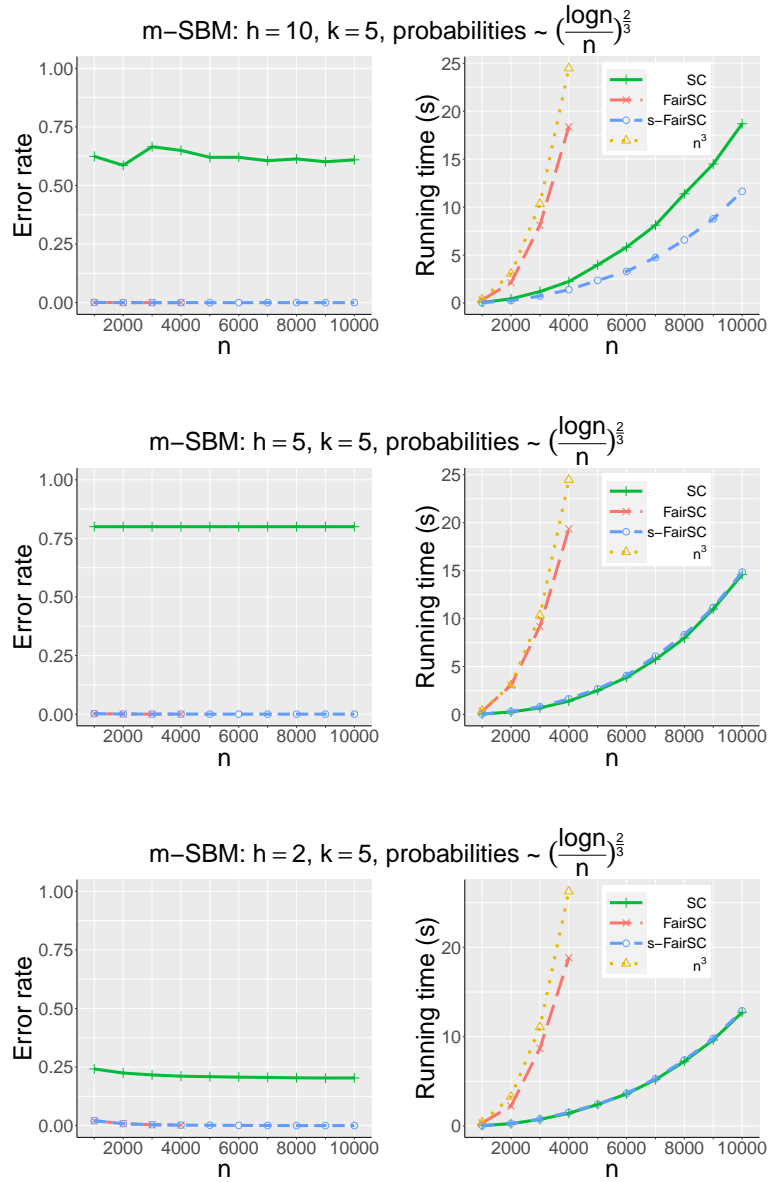 m−SBM: h = 10, k = 5, probabilities ~ (logn/n)^2/3
Error rate
1.00
0.75
0.50
0.25
0.00
2000 4000 6000 8000 10000
n
Running time (s)
25
20
15
10
5
0
SC
FairSC
s−FairSC
n³
2000 4000 6000 8000 10000
n
m−SBM: h = 5, k = 5, probabilities ~ (logn/n)^2/3
Error rate
1.00
0.75
0.50
0.25
0.00
2000 4000 6000 8000 10000
n
Running time (s)
25
20
15
10
5
0
SC
FairSC
s−FairSC
n³
2000 4000 6000 8000 10000
n
m−SBM: h = 2, k = 5, probabilities ~ (logn/n)^2/3
Error rate
1.00
0.75
0.50
0.25
0.00
2000 4000 6000 8000 10000
n
Running time (s)
20
10
0
SC
FairSC
s−FairSC
n³
2000 4000 6000 8000 10000
n